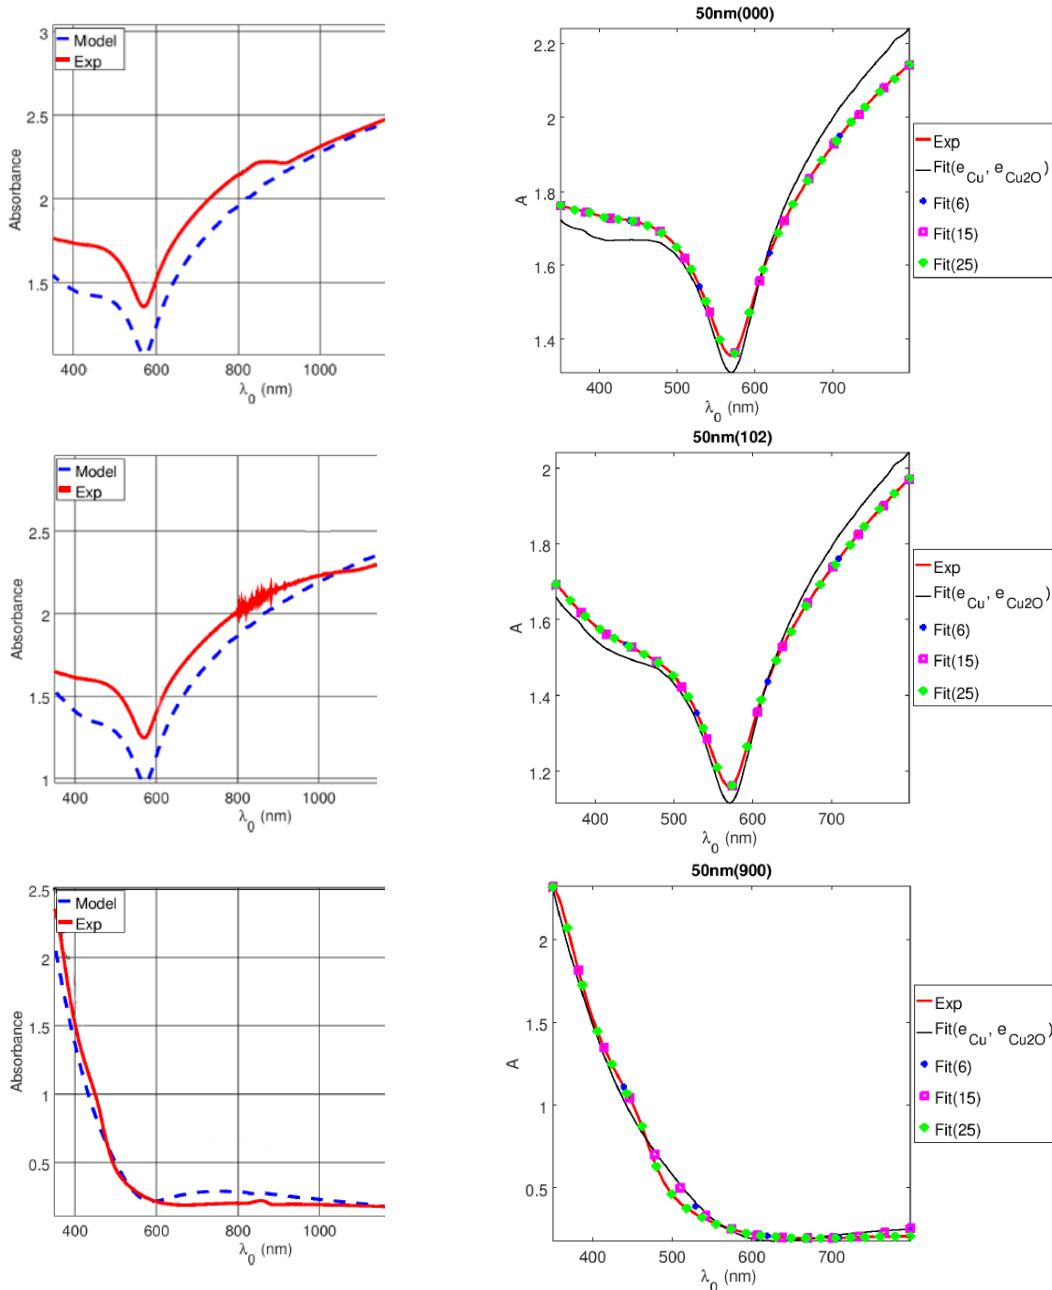 3
2.5
2
1.5
400
600
800
1000
λ0 (nm)
Absorbance
Model
Exp
50nm(000)
2.2
2
1.8
1.6
1.4
400
500
600
700
λ0 (nm)
A
Exp
Fit(eCu, eCu2O)
Fit(6)
Fit(15)
Fit(25)
2.5
2
1.5
1
400
600
800
1000
λ0 (nm)
Absorbance
Model
Exp
50nm(102)
2
1.8
1.6
1.4
1.2
400
500
600
700
λ0 (nm)
A
Exp
Fit(eCu, eCu2O)
Fit(6)
Fit(15)
Fit(25)
2.5
2
1.5
1
0.5
400
600
800
1000
λ0 (nm)
Absorbance
Model
Exp
50nm(900)
2
1.5
1
0.5
400
500
600
700
λ0 (nm)
A
Exp
Fit(eCu, eCu2O)
Fit(6)
Fit(15)
Fit(25)